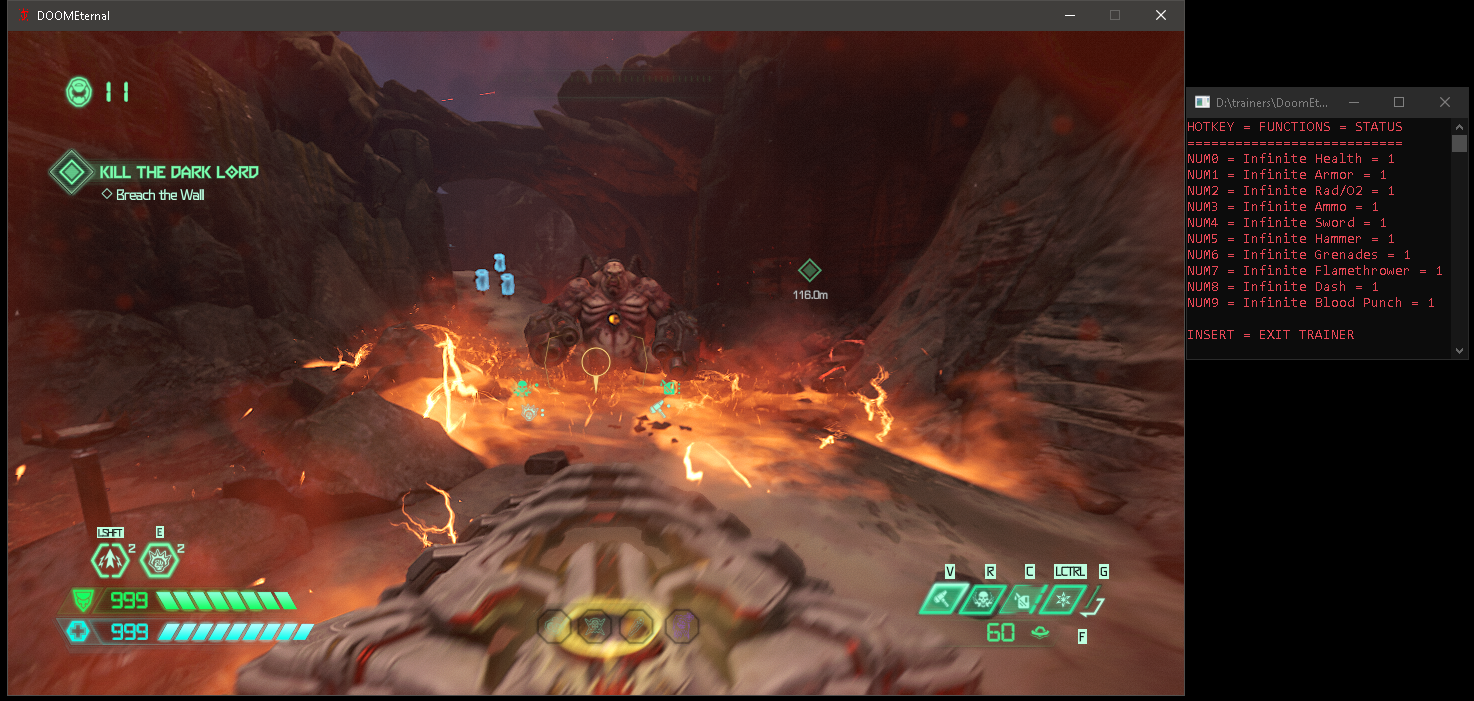 DOOMEternal
11
KILL THE DARK LORD
Breach the Wall
116.0m
LSHFT
E
2
2
999
999
V
R
C
LCTRL
G
60
F
D:\trainers\DoomEt...
HOTKEY = FUNCTIONS = STATUS
===========================
NUM0 = Infinite Health = 1
NUM1 = Infinite Armor = 1
NUM2 = Infinite Rad/O2 = 1
NUM3 = Infinite Ammo = 1
NUM4 = Infinite Sword = 1
NUM5 = Infinite Hammer = 1
NUM6 = Infinite Grenades = 1
NUM7 = Infinite Flamethrower = 1
NUM8 = Infinite Dash = 1
NUM9 = Infinite Blood Punch = 1
INSERT = EXIT TRAINER